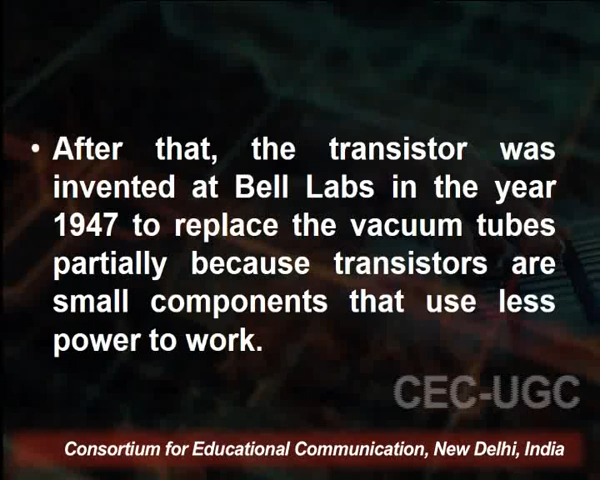 • After that, the transistor was
invented at Bell Labs in the year
1947 to replace the vacuum tubes
partially because transistors are
small components that use less
power to work.
CEC-UGC
Consortium for Educational Communication, New Delhi, India